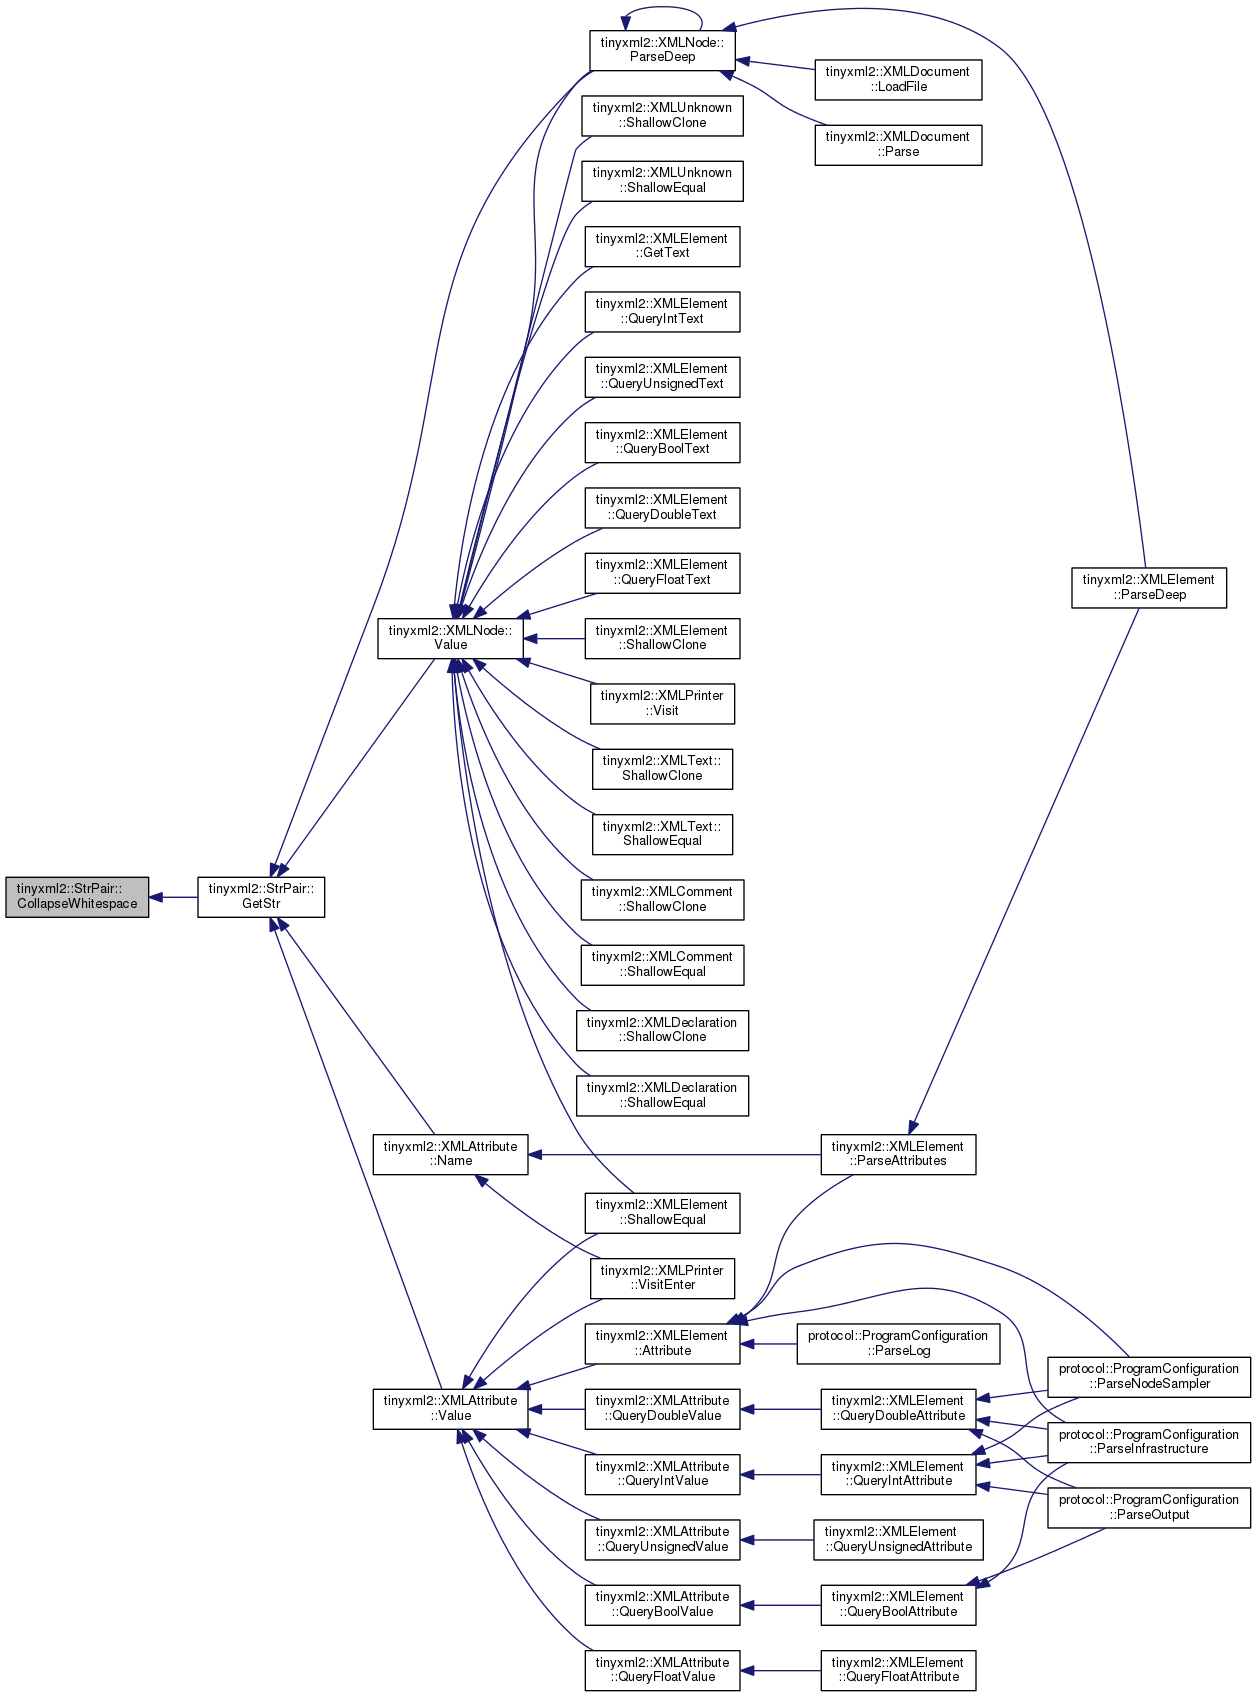 tinyxml2::XMLNode::
ParseDeep
tinyxml2::XMLDocument
::LoadFile
tinyxml2::XMLUnknown
::ShallowClone
tinyxml2::XMLDocument
::Parse
tinyxml2::XMLUnknown
::ShallowEqual
tinyxml2::XMLElement
::GetText
tinyxml2::XMLElement
::QueryIntText
tinyxml2::XMLElement
::QueryUnsignedText
tinyxml2::XMLElement
::QueryBoolText
tinyxml2::XMLElement
::QueryDoubleText
tinyxml2::XMLElement
::QueryFloatText
tinyxml2::XMLElement
::ParseDeep
tinyxml2::XMLNode::
Value
tinyxml2::XMLElement
::ShallowClone
tinyxml2::XMLPrinter
::Visit
tinyxml2::XMLText::
ShallowClone
tinyxml2::XMLText::
ShallowEqual
tinyxml2::StrPair::
CollapseWhitespace
tinyxml2::StrPair::
GetStr
tinyxml2::XMLComment
::ShallowClone
tinyxml2::XMLComment
::ShallowEqual
tinyxml2::XMLDeclaration
::ShallowClone
tinyxml2::XMLDeclaration
::ShallowEqual
tinyxml2::XMLAttribute
::Name
tinyxml2::XMLElement
::ParseAttributes
tinyxml2::XMLElement
::ShallowEqual
tinyxml2::XMLPrinter
::VisitEnter
tinyxml2::XMLElement
::Attribute
protocol::ProgramConfiguration
::ParseLog
protocol::ProgramConfiguration
::ParseNodeSampler
tinyxml2::XMLAttribute
::Value
tinyxml2::XMLAttribute
::QueryDoubleValue
tinyxml2::XMLElement
::QueryDoubleAttribute
protocol::ProgramConfiguration
::ParseInfrastructure
tinyxml2::XMLAttribute
::QueryIntValue
tinyxml2::XMLElement
::QueryIntAttribute
protocol::ProgramConfiguration
::ParseOutput
tinyxml2::XMLAttribute
::QueryUnsignedValue
tinyxml2::XMLElement
::QueryUnsignedAttribute
tinyxml2::XMLAttribute
::QueryBoolValue
tinyxml2::XMLElement
::QueryBoolAttribute
tinyxml2::XMLAttribute
::QueryFloatValue
tinyxml2::XMLElement
::QueryFloatAttribute